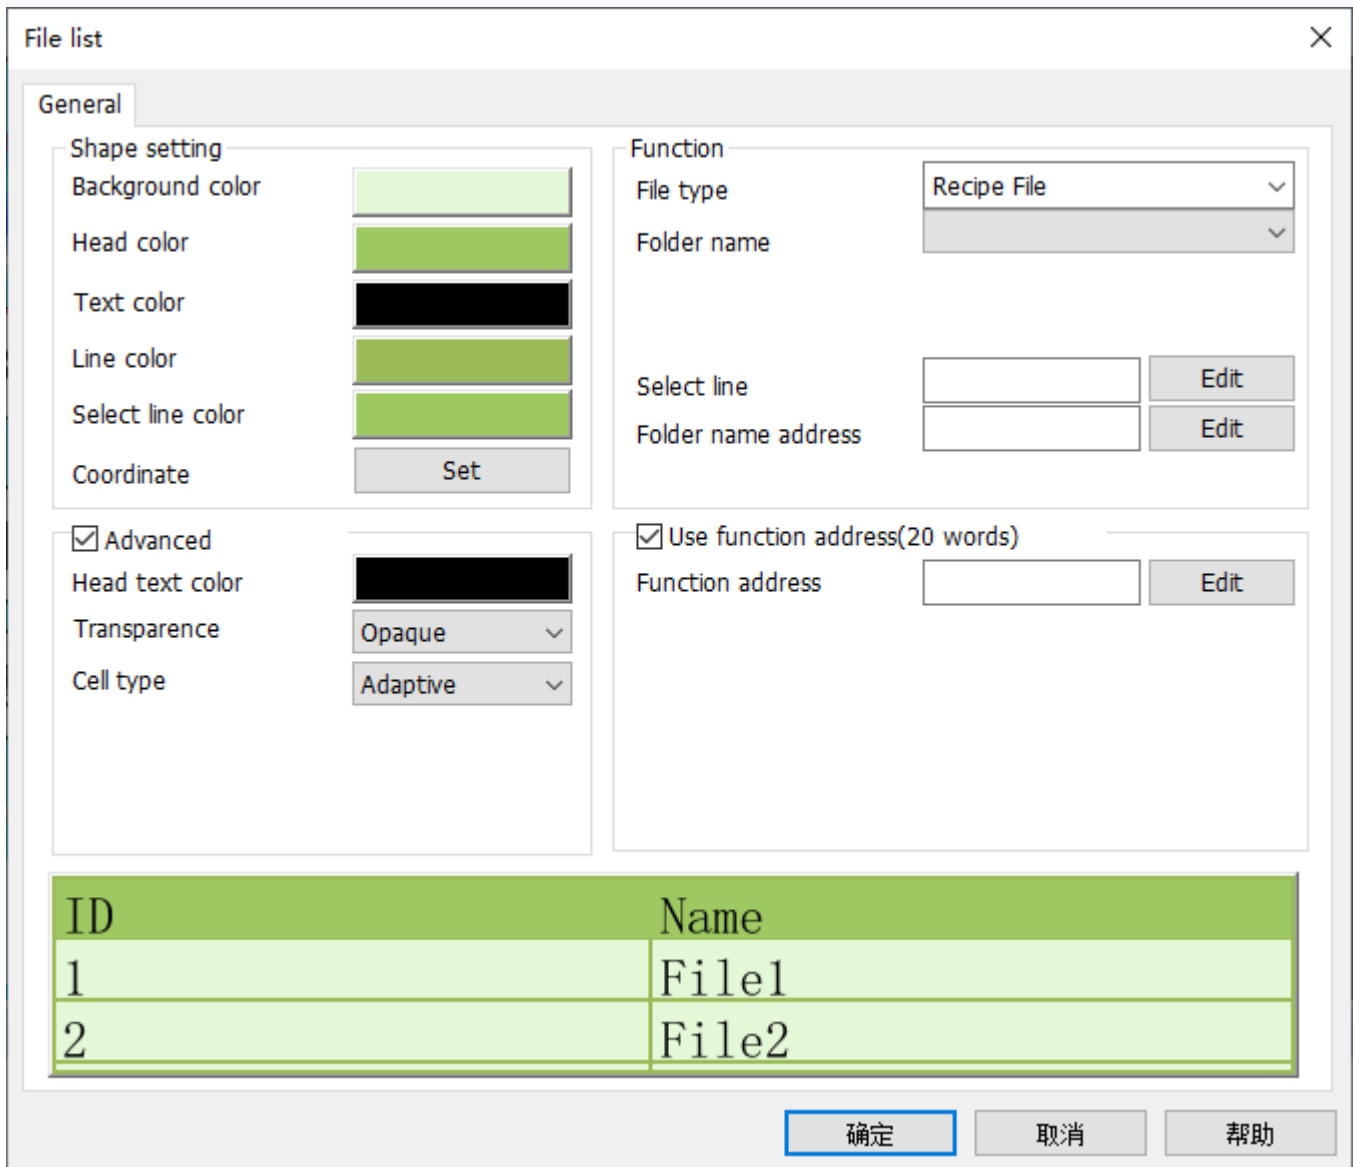 File list
General
Shape setting
Background color
Head color
Text color
Line color
Select line color
Coordinate Set
Function
File type Recipe File
Folder name
Select line Edit
Folder name address Edit
Advanced
Head text color
Transparence Opaque
Cell type Adaptive
Use function address(20 words)
Function address Edit
ID Name
1 File1
2 File2
确定 取消 帮助